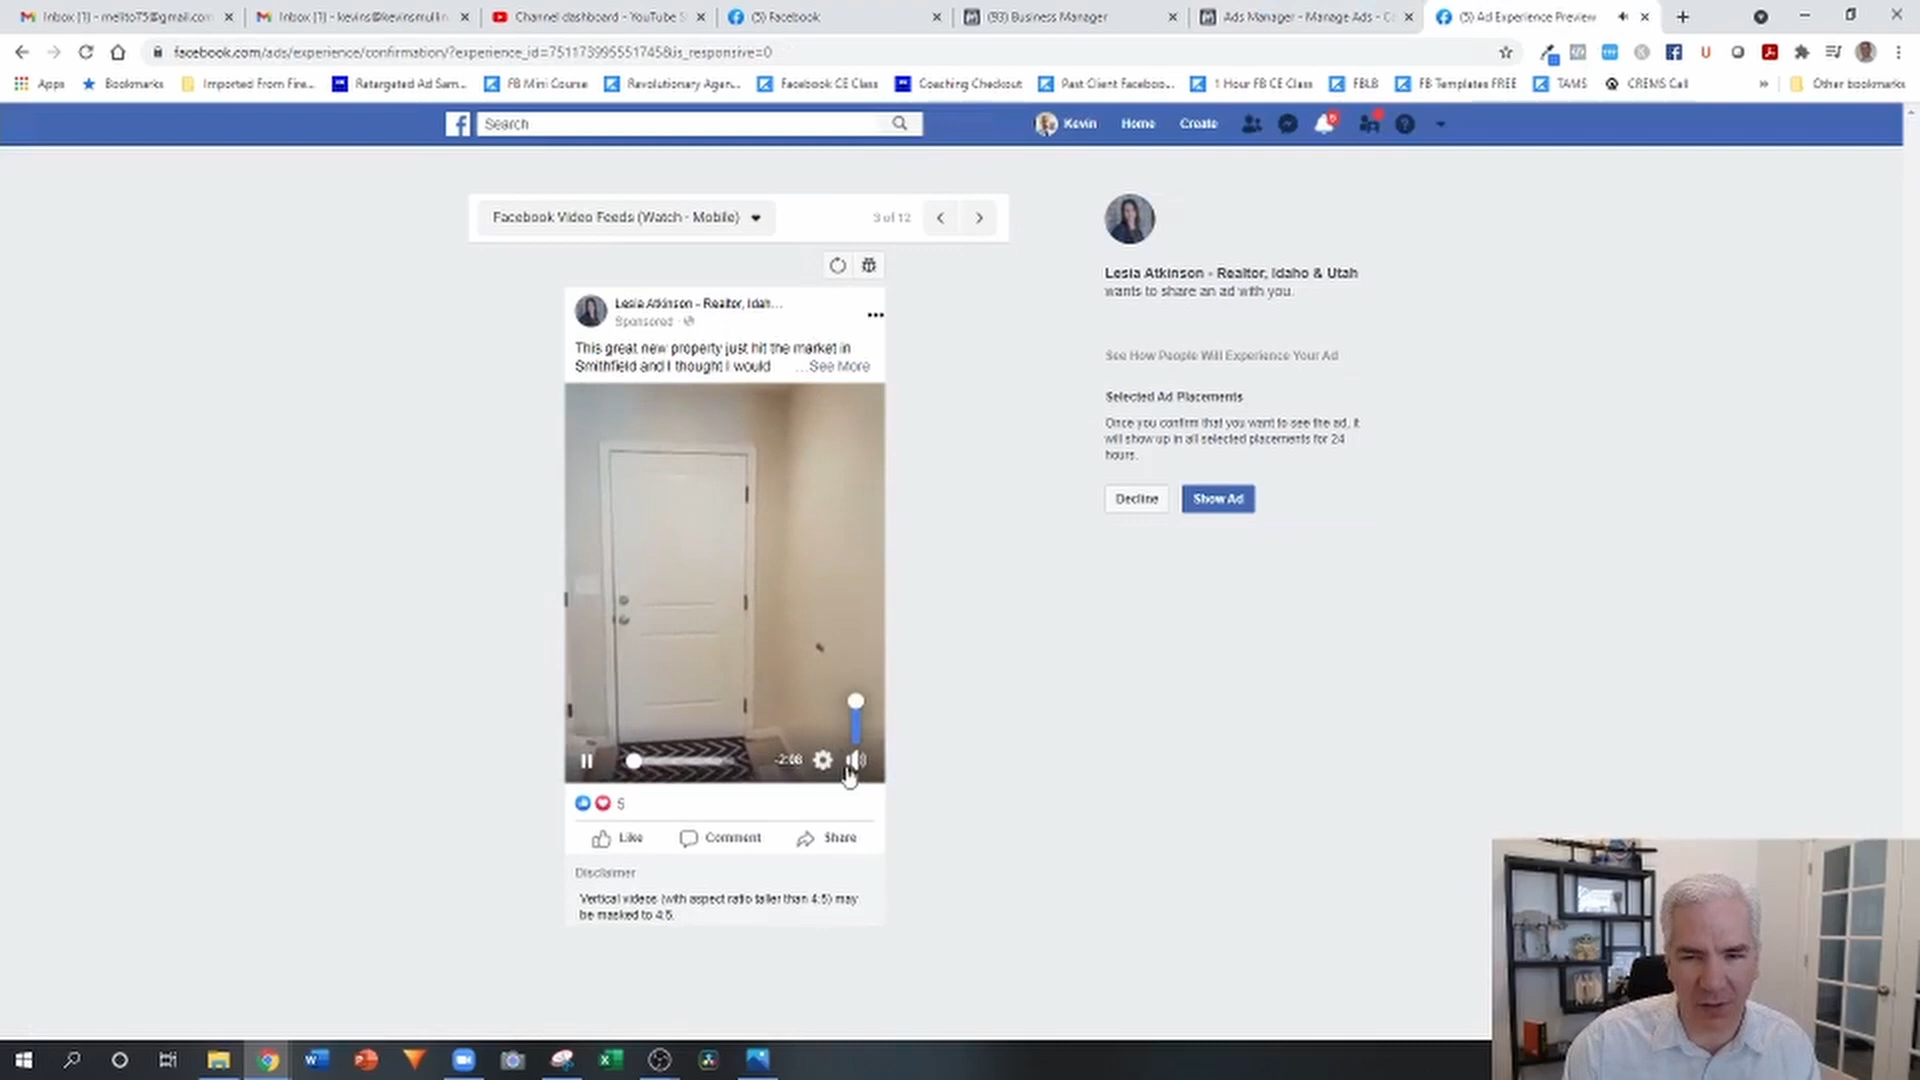 Inbox (1) - melito75@gmail.com
Inbox (1) - kevins@kevinsmullin
Channel dashboard - YouTube S
(5) Facebook
(93) Business Manager
Ads Manager - Manage Ads - C
(5) Ad Experience Preview
facebook.com/ads/experience/confirmation/?experience_id=751173995551745&is_responsive=0
Apps
Bookmarks
Imported From Fire...
Retargeted Ad Sam...
FB Mini Course
Revolutionary Agen...
Facebook CE Class
Coaching Checkout
Past Client Faceboo...
1 Hour FB CE Class
FBLB
FB Templates FREE
TAMS
CREMS Call
»
Other bookmarks
Search
Kevin
Home
Create
Facebook Video Feeds (Watch - Mobile)
3 of 12
Lesia Atkinson - Realtor, Idah...
Sponsored ·
This great new property just hit the market in
Smithfield and I thought I would ...See More
-2:08
5
Like
Comment
Share
Disclaimer
Vertical videos (with aspect ratio taller than 4:5) may
be masked to 4:5.
Lesia Atkinson - Realtor, Idaho & Utah
wants to share an ad with you.
See How People Will Experience Your Ad
Selected Ad Placements
Once you confirm that you want to see the ad, it
will show up in all selected placements for 24
hours.
Decline
Show Ad